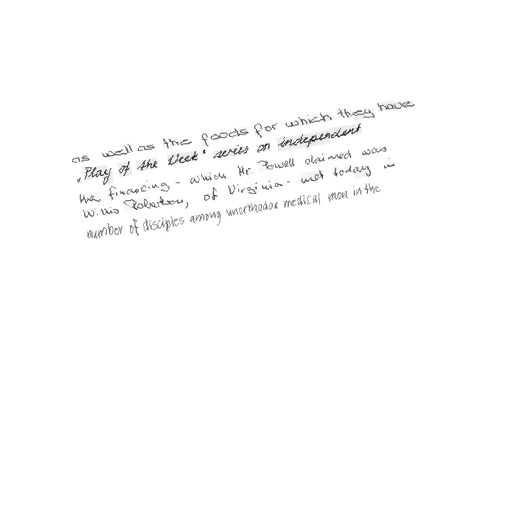 as well as the foods for which they have
"Play of the Week" series on independent
the financing - which Mr. Powell claimed was
Willis Robertson, of Virginia - met today in
number of disciples among unorthodox medical men in the